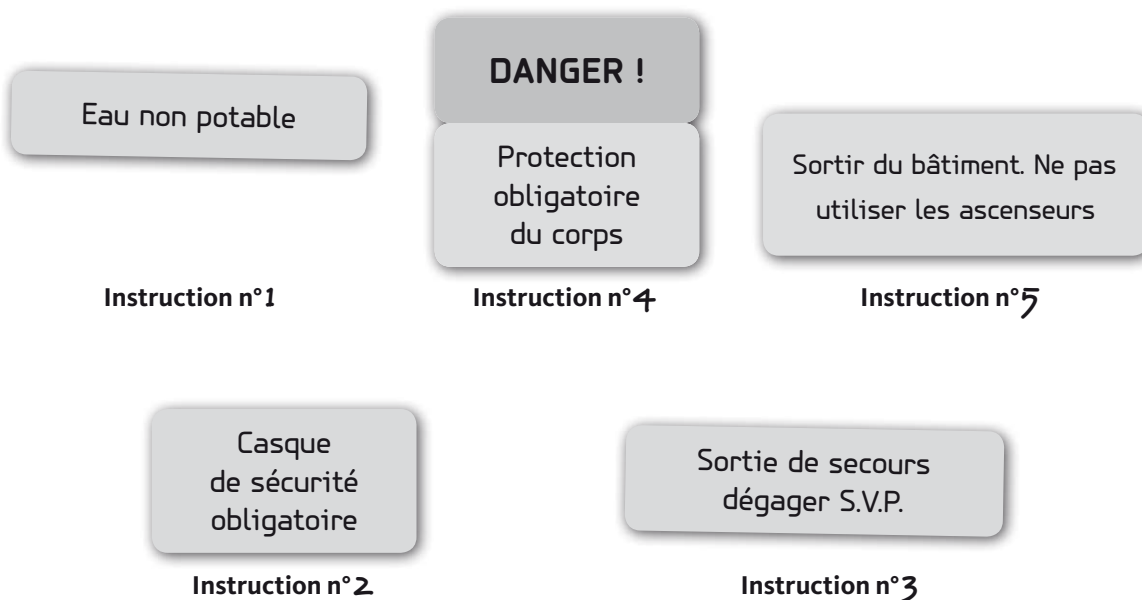 Eau non potable
Instruction n°1
DANGER !
Protection
obligatoire
du corps
Instruction n°4
Sortir du bâtiment. Ne pas
utiliser les ascenseurs
Instruction n°5
Casque
de sécurité
obligatoire
Instruction n°2
Sortie de secours
dégager S.V.P.
Instruction n°3